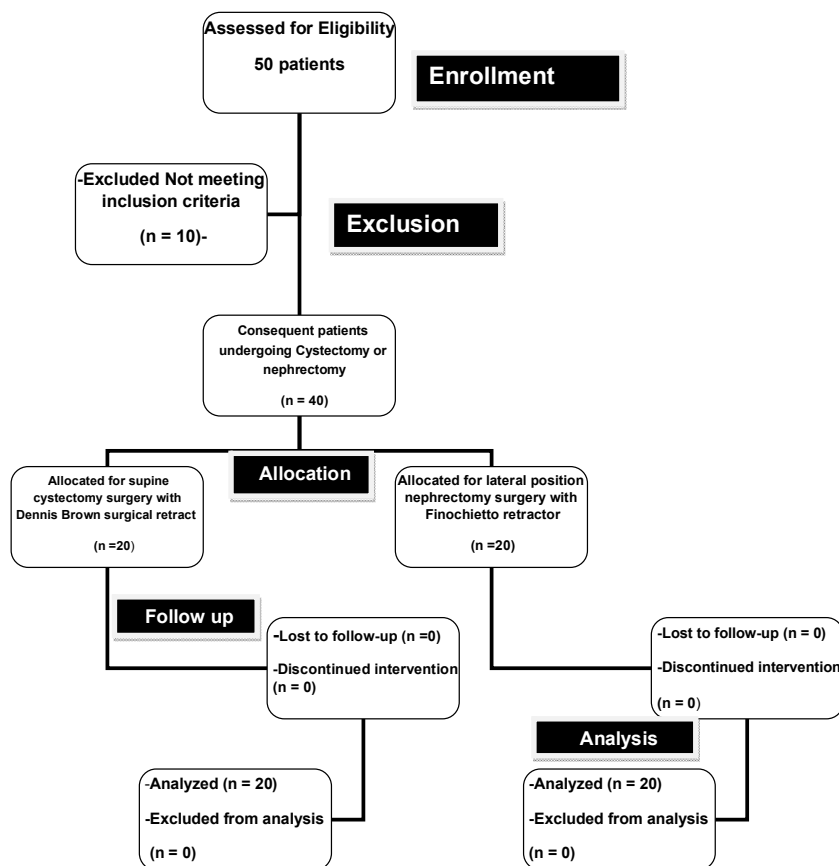 Assessed for Eligibility
50 patients
Enrollment
-Excluded Not meeting
inclusion criteria
(n = 10)-
Exclusion
Consequent patients
undergoing Cystectomy or
nephrectomy
(n = 40)
Allocation
Allocated for supine
cystectomy surgery with
Dennis Brown surgical retract
(n =20)
Allocated for lateral position
nephrectomy surgery with
Finochietto retractor
(n =20)
Follow up
-Lost to follow-up (n =0)
-Discontinued intervention
(n = 0)
-Lost to follow-up (n = 0)
-Discontinued intervention
(n = 0)
Analysis
-Analyzed (n = 20)
-Excluded from analysis
(n = 0)
-Analyzed (n = 20)
-Excluded from analysis
(n = 0)